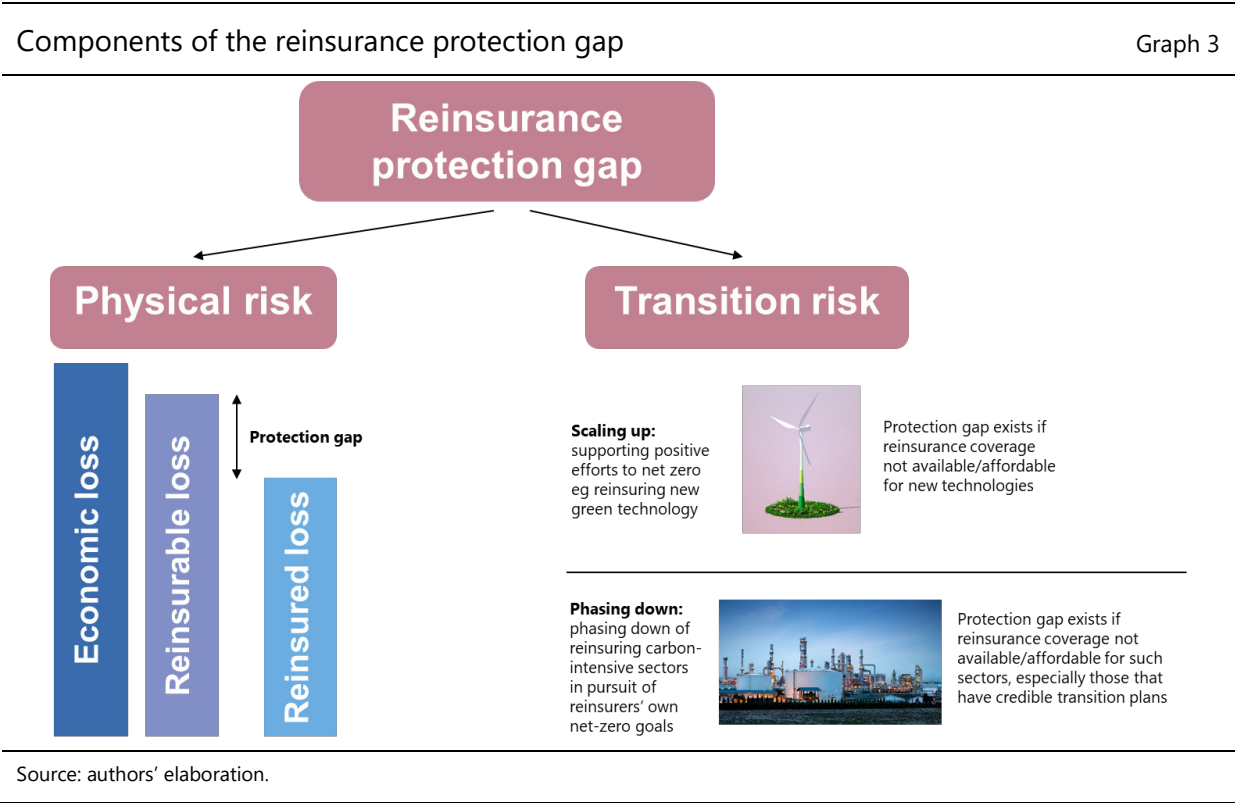 Components of the reinsurance protection gap
Graph 3
Reinsurance
protection gap
Physical risk
Transition risk
Economic loss
Reinsurable loss
Reinsured loss
Protection gap
Scaling up:
supporting positive
efforts to net zero
eg reinsuring new
green technology
Protection gap exists if
reinsurance coverage
not available/affordable
for new technologies
Phasing down:
phasing down of
reinsuring carbon-
intensive sectors
in pursuit of
reinsurers’ own
net-zero goals
Protection gap exists if
reinsurance coverage not
available/affordable for such
sectors, especially those that
have credible transition plans
Source: authors’ elaboration.